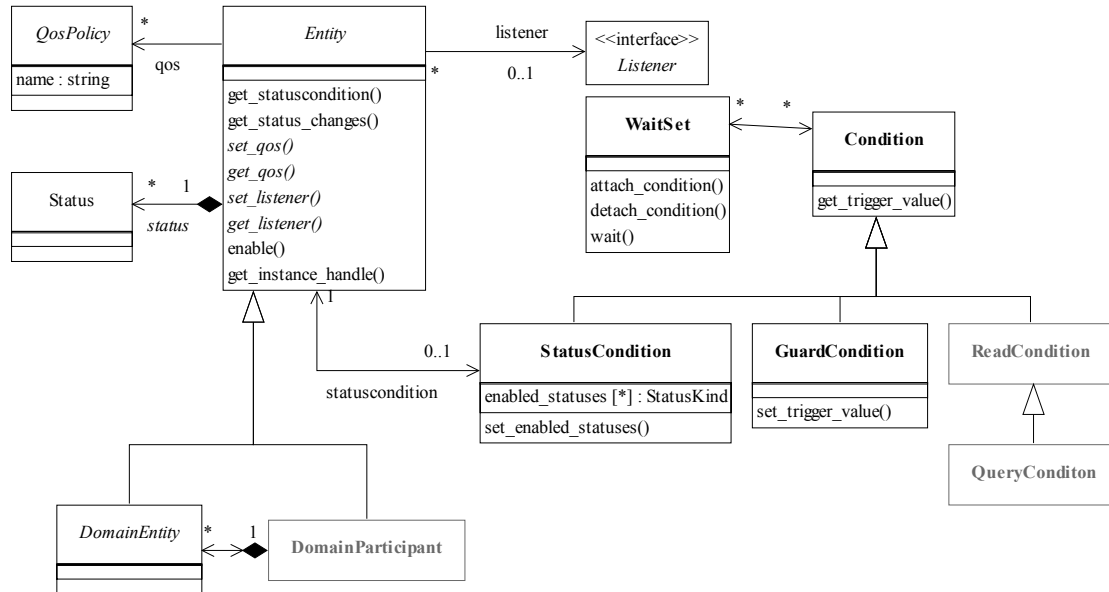 QosPolicy
name : string
*
qos
Entity
get_statuscondition()
get_status_changes()
set_qos()
get_qos()
set_listener()
get_listener()
enable()
get_instance_handle()
*
listener
0..1
<<interface>>
Listener
Status
*
1
status
WaitSet
attach_condition()
detach_condition()
wait()
*
*
Condition
get_trigger_value()
1
0..1
statuscondition
StatusCondition
enabled_statuses [*] : StatusKind
set_enabled_statuses()
GuardCondition
set_trigger_value()
ReadCondition
QueryConditon
DomainEntity
*
1
DomainParticipant